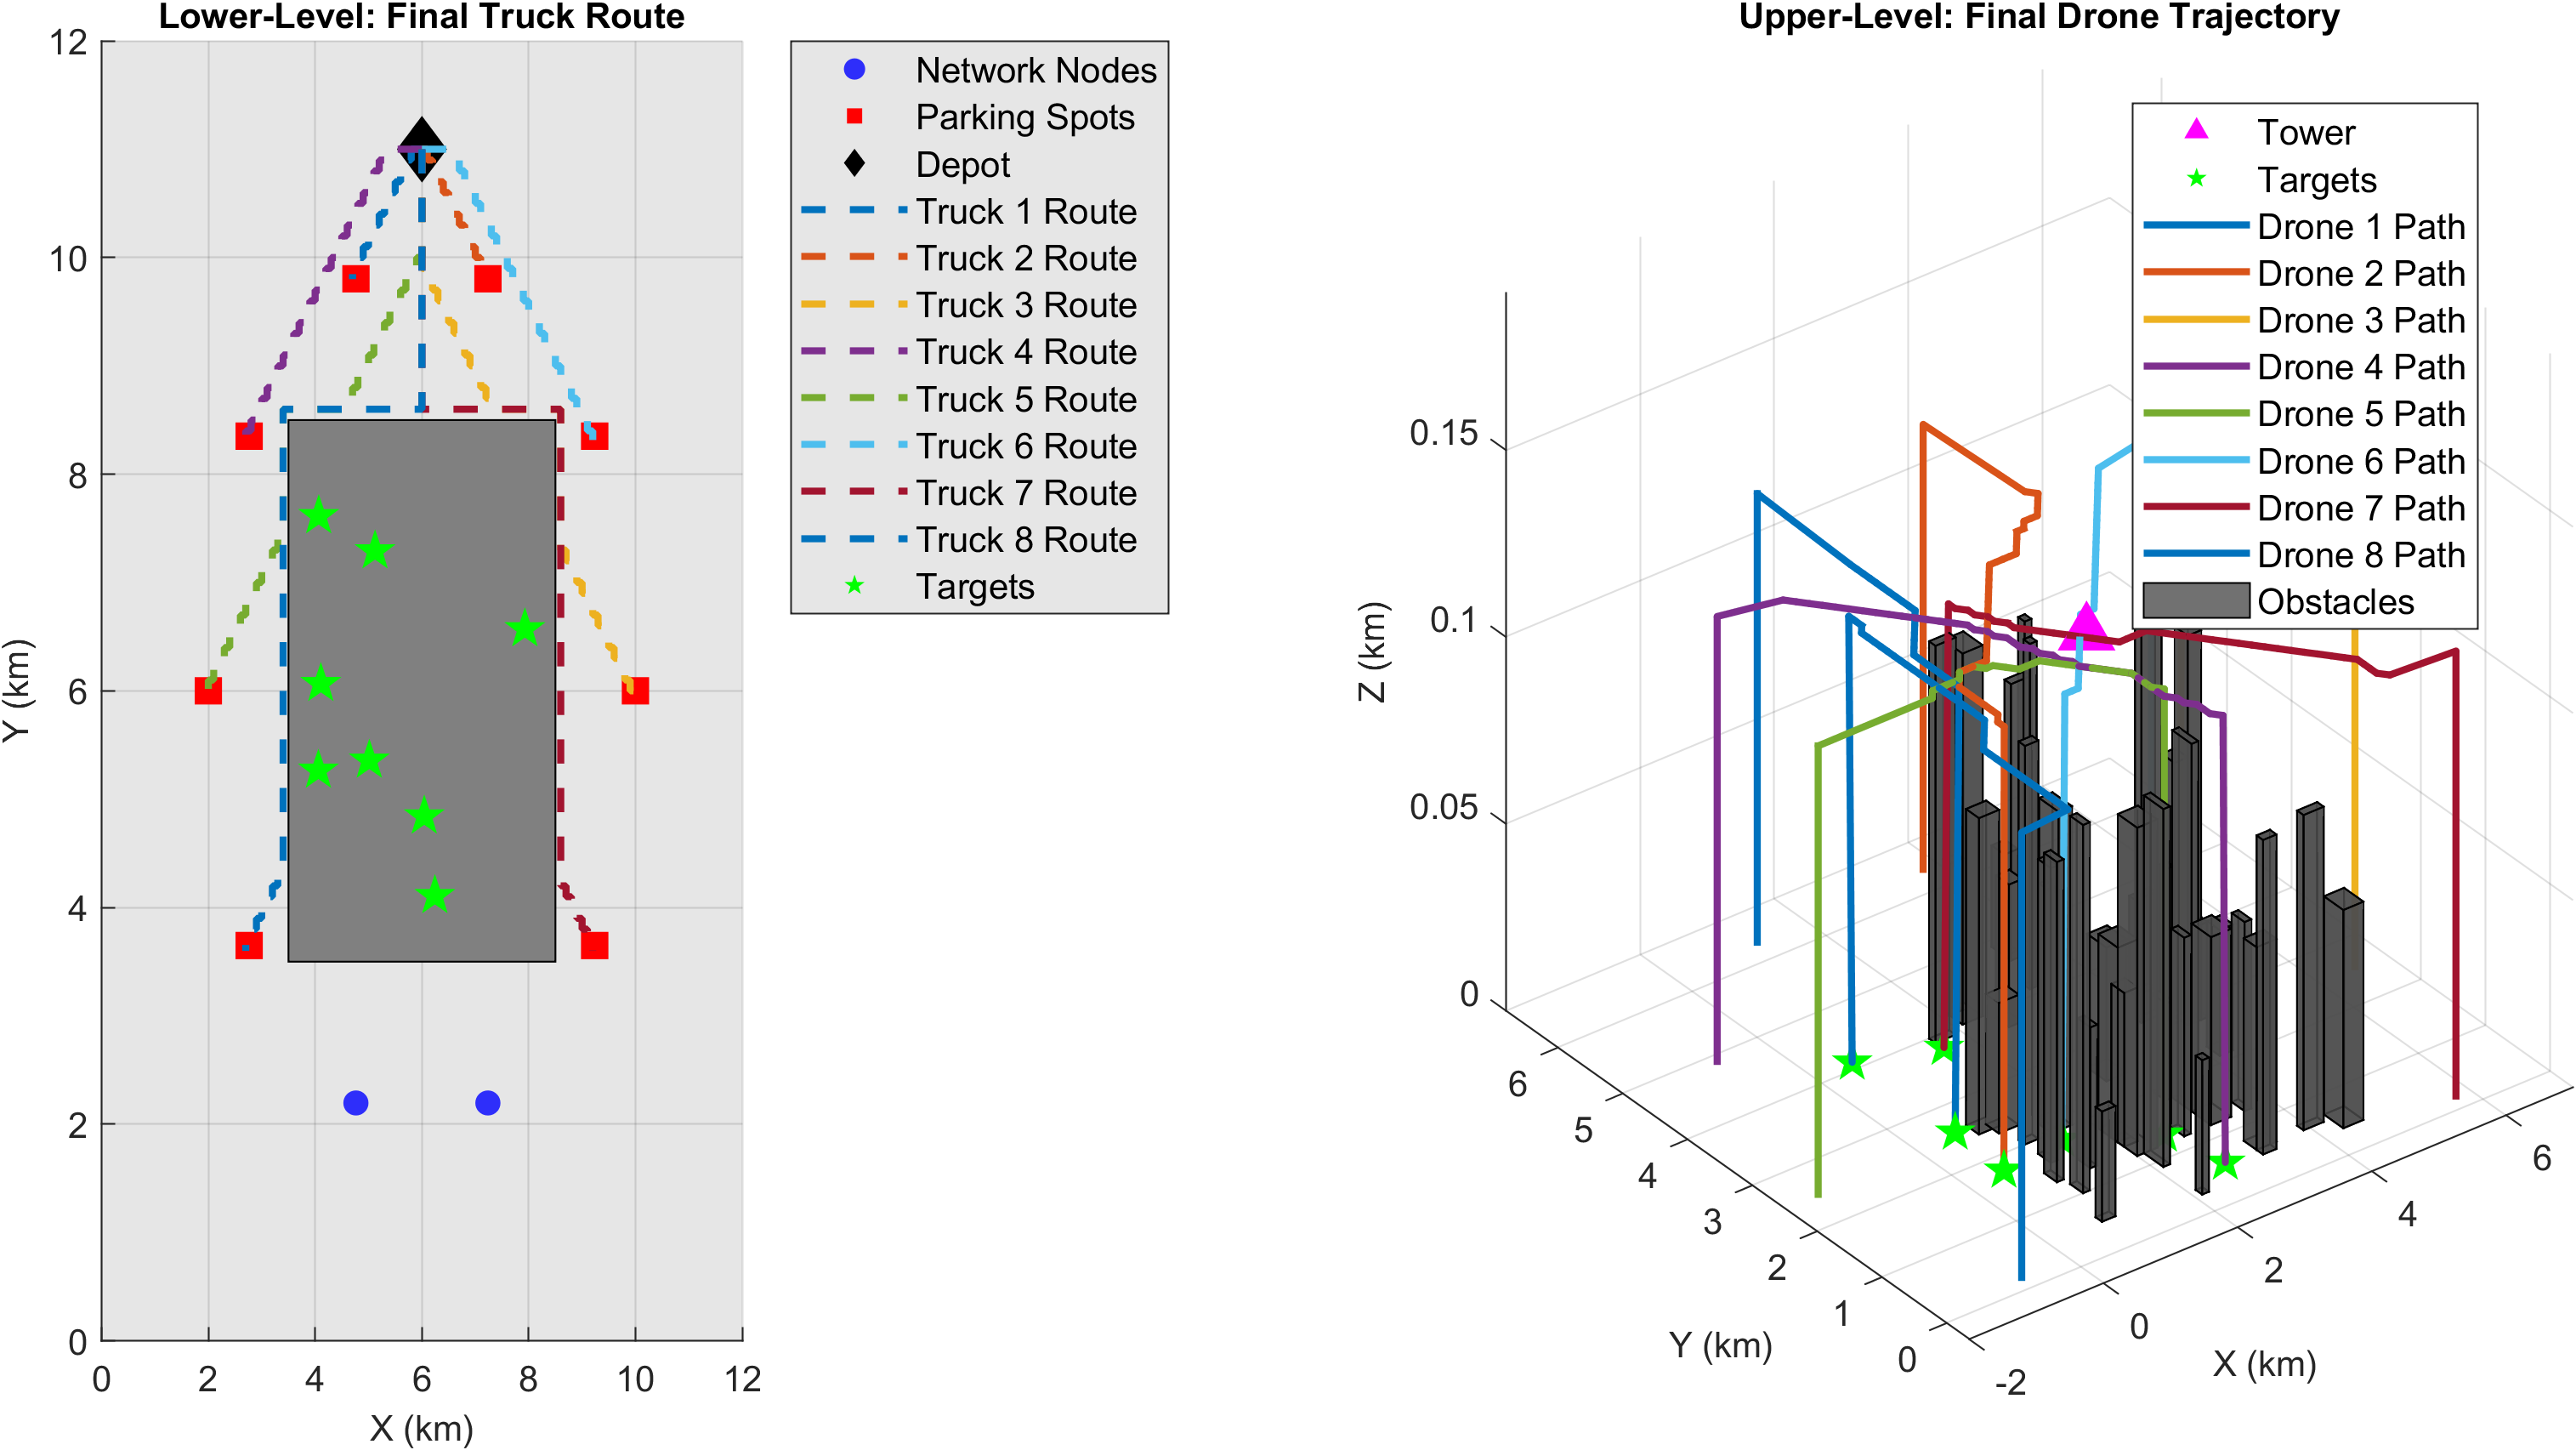 Lower-Level: Final Truck Route
12
10
8
6
4
2
0
0 2 4 6 8 10 12
X (km)
Y (km)
Network Nodes
Parking Spots
Depot
Truck 1 Route
Truck 2 Route
Truck 3 Route
Truck 4 Route
Truck 5 Route
Truck 6 Route
Truck 7 Route
Truck 8 Route
Targets
Upper-Level: Final Drone Trajectory
Tower
Targets
Drone 1 Path
Drone 2 Path
Drone 3 Path
Drone 4 Path
Drone 5 Path
Drone 6 Path
Drone 7 Path
Drone 8 Path
Obstacles
0.15
0.1
0.05
0
Z (km)
6
5
4
3
2
1
0
Y (km)
-2
0
2
4
6
X (km)